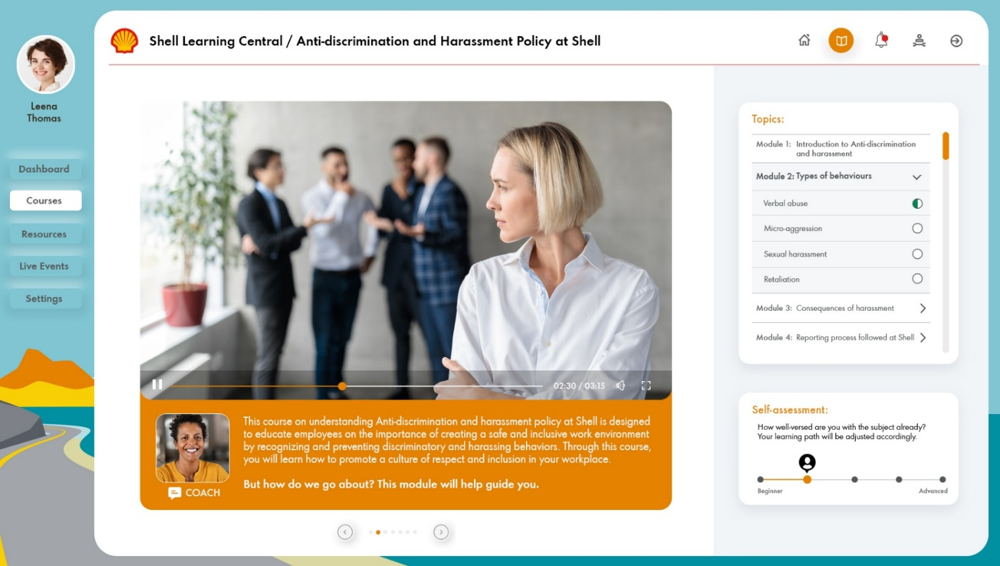 Shell Learning Central / Anti-discrimination and Harassment Policy at Shell
Leena
Thomas
Dashboard
Courses
Resources
Live Events
Settings
02:30 / 03:15
This course on understanding Anti-discrimination and harassment policy at Shell is designed
to educate employees on the importance of creating a safe and inclusive work environment
by recognizing and preventing discriminatory and harassing behaviors. Through this course,
you will learn how to promote a culture of respect and inclusion in your workplace.
But how do we go about? This module will help guide you.
COACH
Topics:
Module 1: Introduction to Anti-discrimination
and harassment
Module 2: Types of behaviours
Verbal abuse
Micro-aggression
Sexual harassment
Retaliation
Module 3: Consequences of harassment
Module 4: Reporting process followed at Shell
Self-assessment:
How well-versed are you with the subject already?
Your learning path will be adjusted accordingly.
Beginner
Advanced